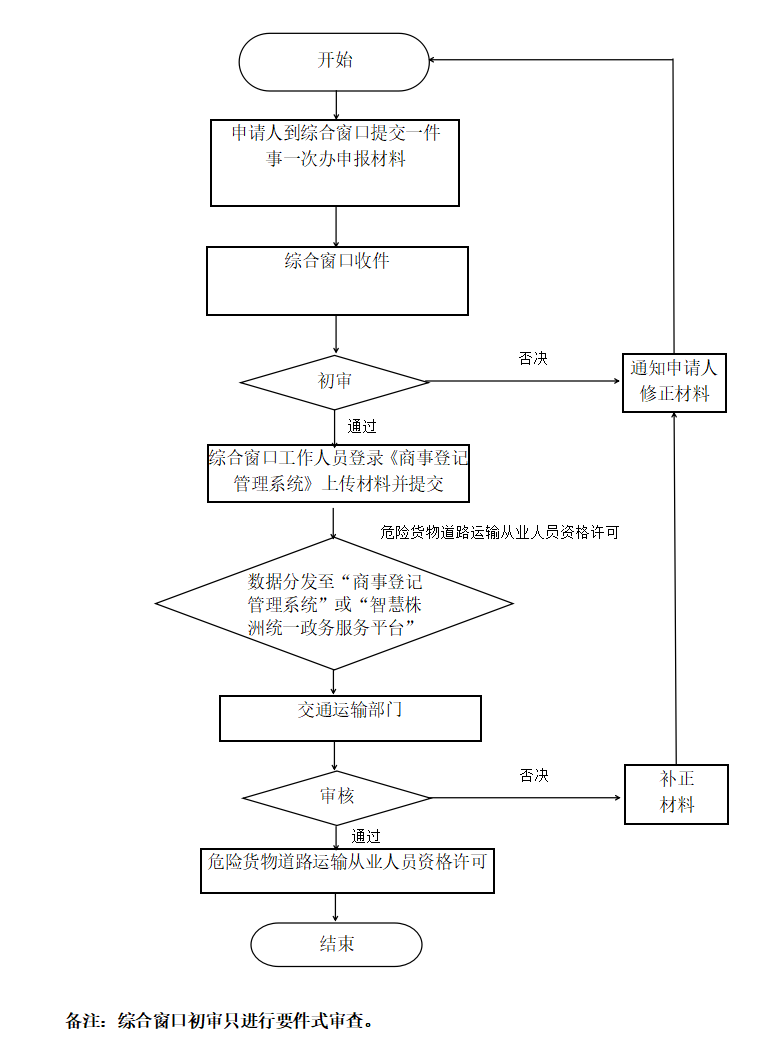 开始
申请人到综合窗口提交一件
事一次办申报材料
综合窗口收件
初审
否决
通知申请人
修正材料
通过
综合窗口工作人员登录《商事登记
管理系统》上传材料并提交
危险货物道路运输从业人员资格许可
数据分发至“商事登记
管理系统”或“智慧株
洲统一政务服务平台”
交通运输部门
审核
否决
补正
材料
通过
危险货物道路运输从业人员资格许可
结束
备注：综合窗口初审只进行要件式审查。